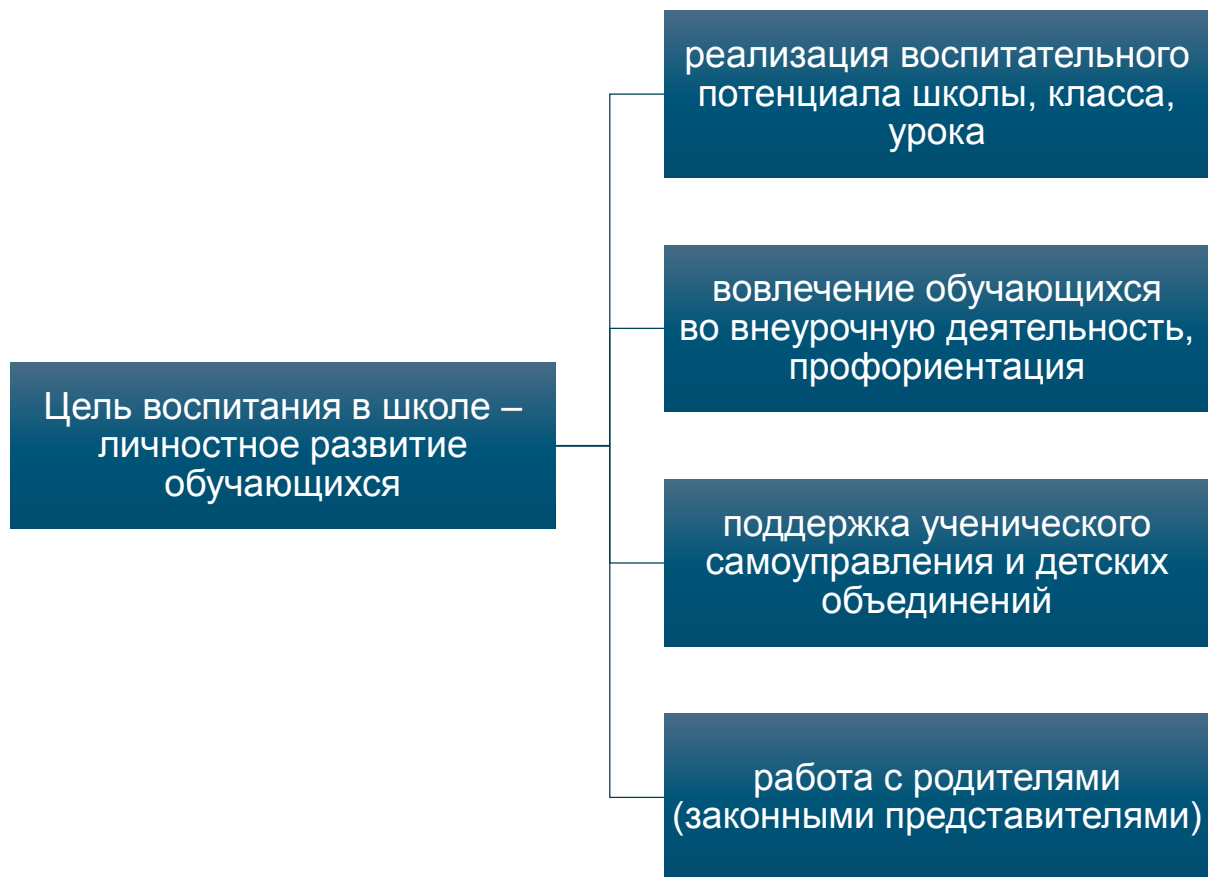 реализация воспитательного
потенциала школы, класса,
урока
вовлечение обучающихся
во внеурочную деятельность,
профориентация
Цель воспитания в школе –
личностное развитие
обучающихся
поддержка ученического
самоуправления и детских
объединений
работа с родителями
(законными представителями)